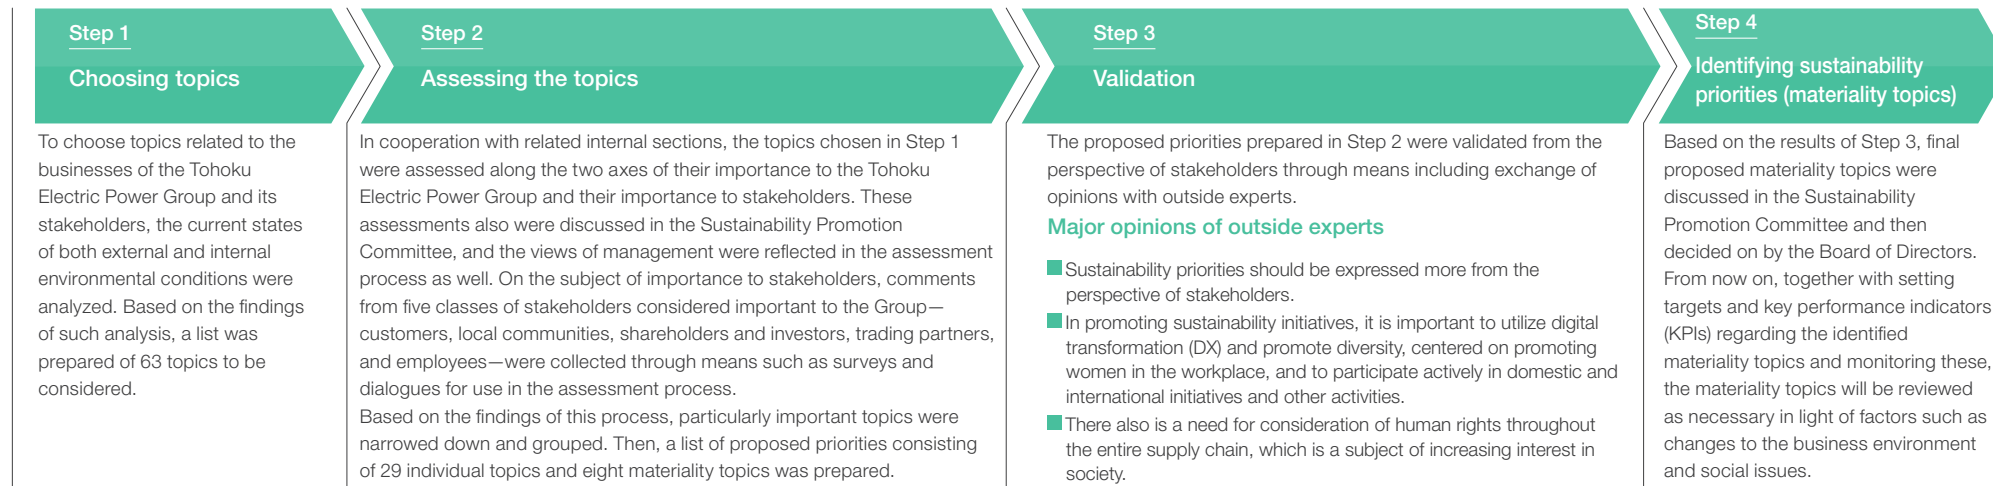 Step 1
Choosing topics
To choose topics related to the
businesses of the Tohoku
Electric Power Group and its
stakeholders, the current states
of both external and internal
environmental conditions were
analyzed. Based on the findings
of such analysis, a list was
prepared of 63 topics to be
considered.
Step 2
Assessing the topics
In cooperation with related internal sections, the topics chosen in Step 1
were assessed along the two axes of their importance to the Tohoku
Electric Power Group and their importance to stakeholders. These
assessments also were discussed in the Sustainability Promotion
Committee, and the views of management were reflected in the assessment
process as well. On the subject of importance to stakeholders, comments
from five classes of stakeholders considered important to the Group—
customers, local communities, shareholders and investors, trading partners,
and employees—were collected through means such as surveys and
dialogues for use in the assessment process.
Based on the findings of this process, particularly important topics were
narrowed down and grouped. Then, a list of proposed priorities consisting
of 29 individual topics and eight materiality topics was prepared.
Step 3
Validation
The proposed priorities prepared in Step 2 were validated from the
perspective of stakeholders through means including exchange of
opinions with outside experts.
Major opinions of outside experts
Sustainability priorities should be expressed more from the
perspective of stakeholders.
In promoting sustainability initiatives, it is important to utilize digital
transformation (DX) and promote diversity, centered on promoting
women in the workplace, and to participate actively in domestic and
international initiatives and other activities.
There also is a need for consideration of human rights throughout
the entire supply chain, which is a subject of increasing interest in
society.
Step 4
Identifying sustainability
priorities (materiality topics)
Based on the results of Step 3, final
proposed materiality topics were
discussed in the Sustainability
Promotion Committee and then
decided on by the Board of Directors.
From now on, together with setting
targets and key performance indicators
(KPIs) regarding the identified
materiality topics and monitoring these,
the materiality topics will be reviewed
as necessary in light of factors such as
changes to the business environment
and social issues.